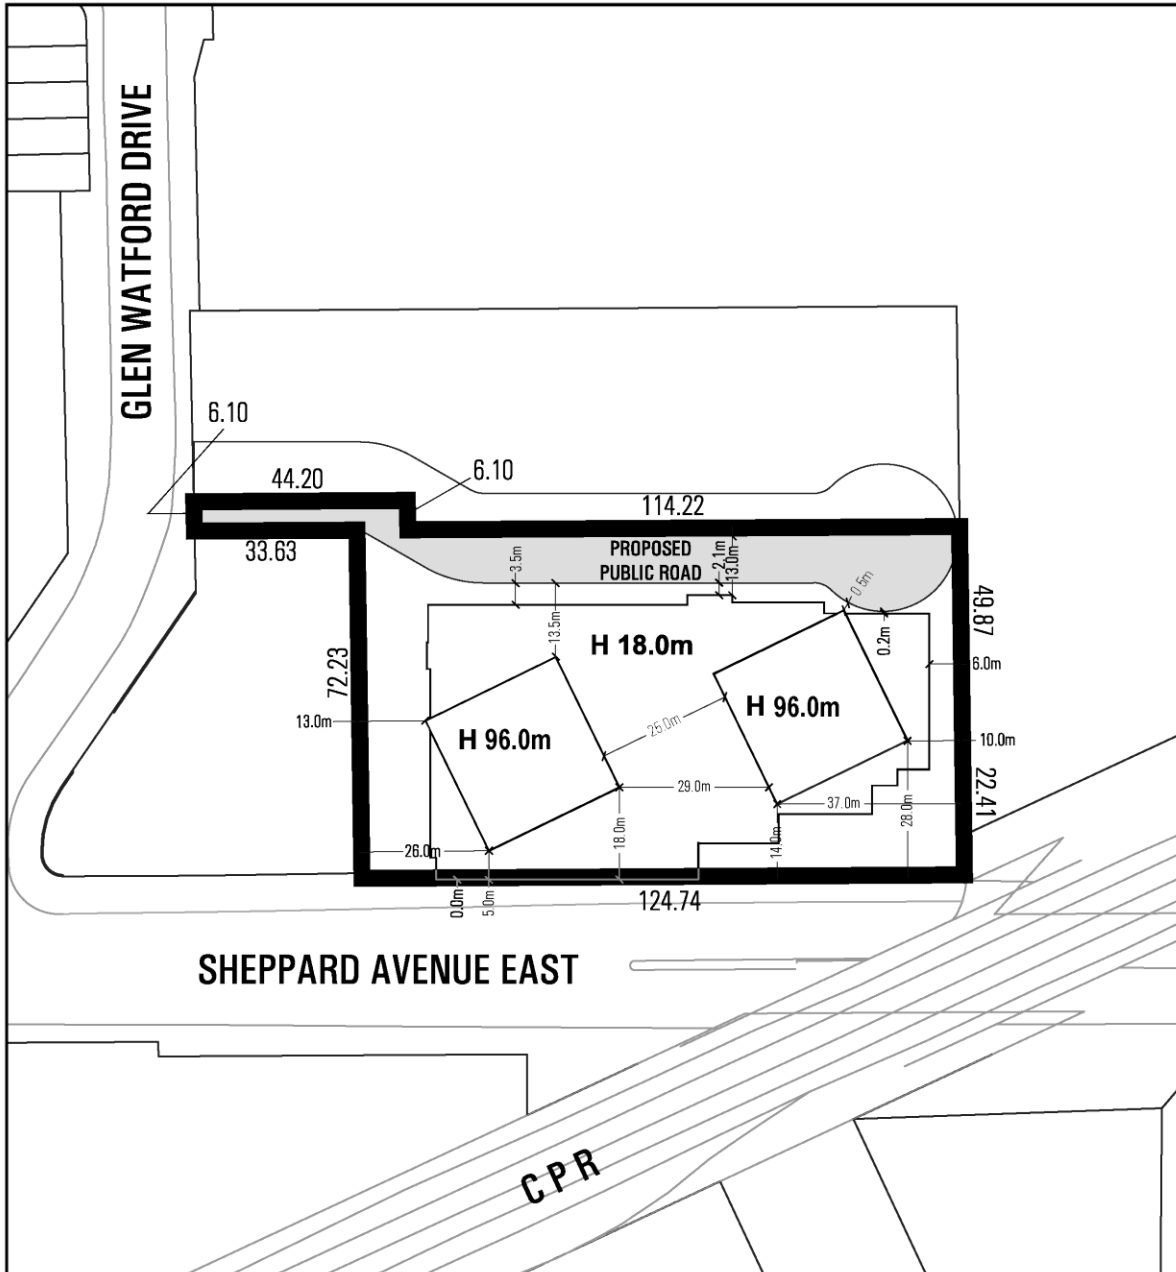 GLEN WATFORD DRIVE
6.10
44.20
6.10
114.22
33.63
PROPOSED
PUBLIC ROAD
3.5m
2.1m
13.0m
0.5m
49.87
13.5m
H 18.0m
0.2m
6.0m
72.23
13.0m
H 96.0m
25.0m
H 96.0m
10.0m
29.0m
37.0m
22.41
28.0m
18.0m
14.0m
26.0m
0.0m
5.0m
124.74
SHEPPARD AVENUE EAST
CPR